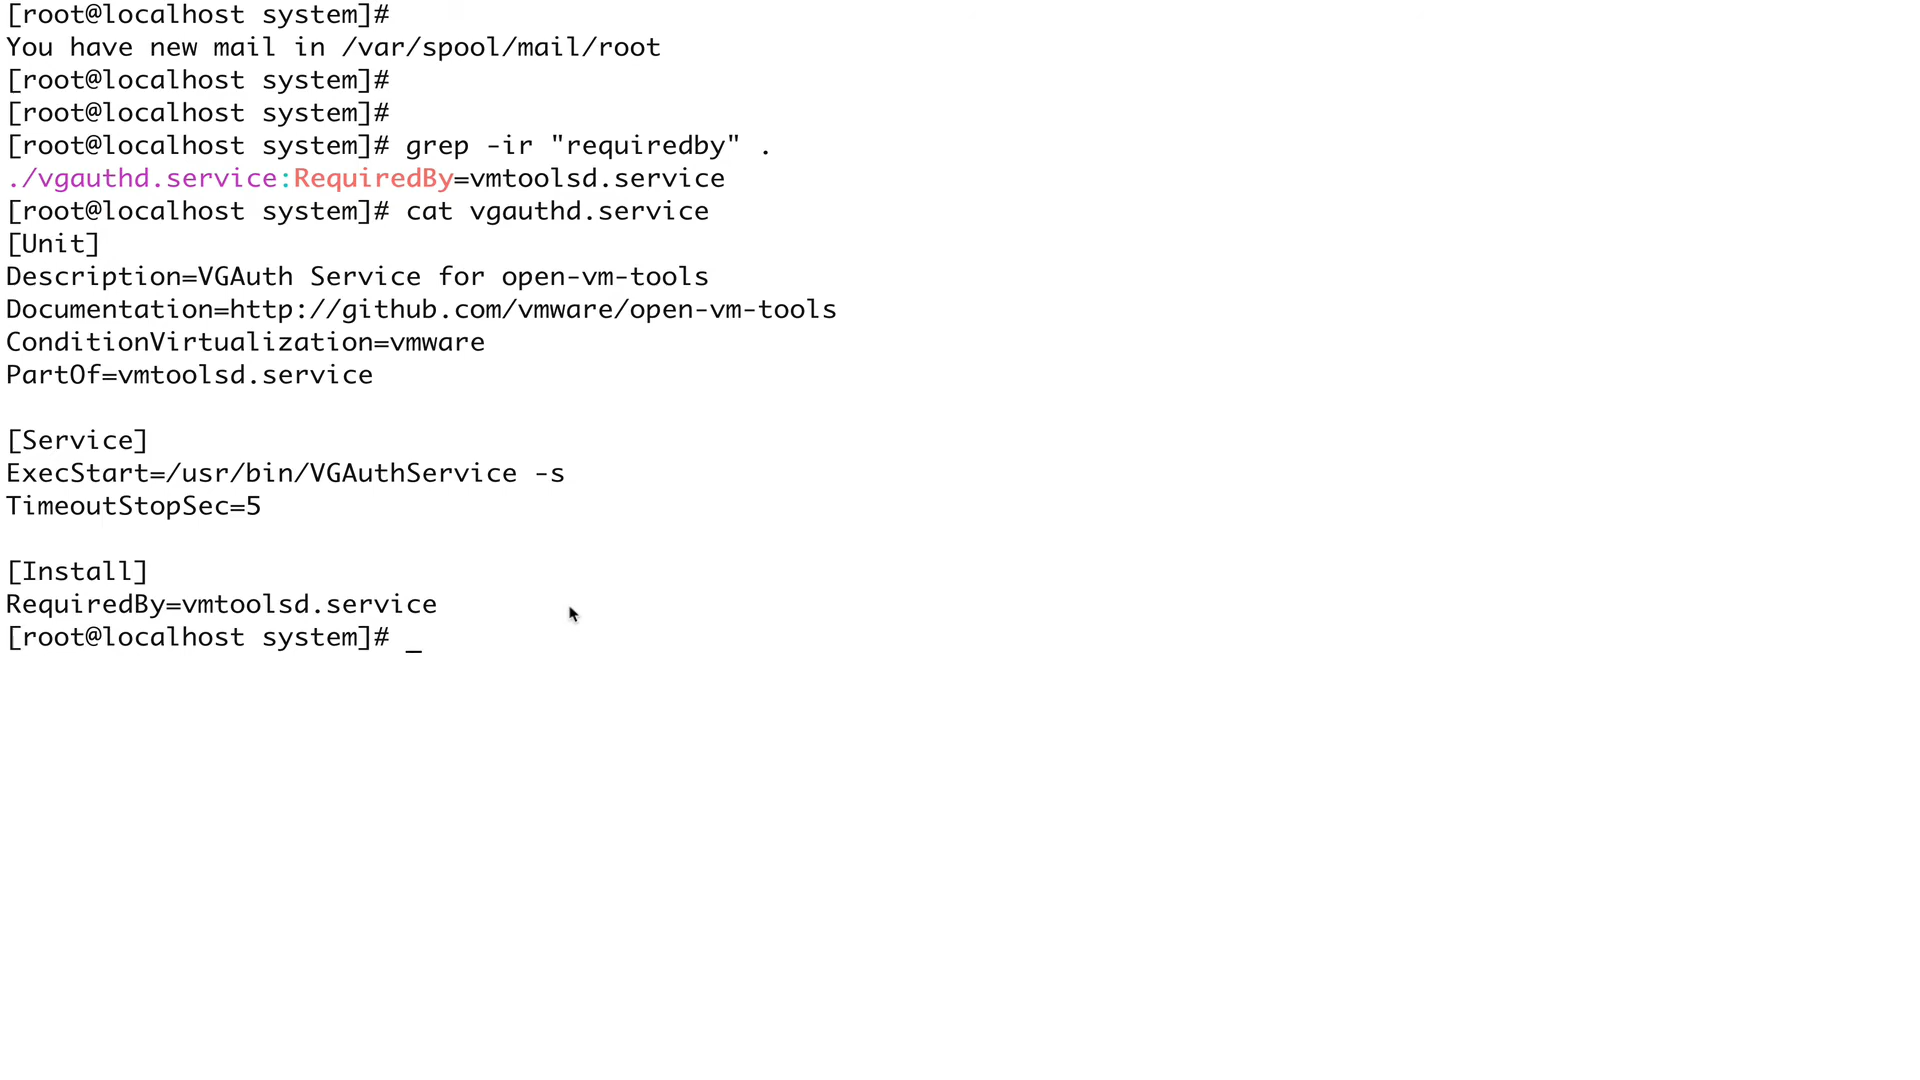 [root@localhost system]#
You have new mail in /var/spool/mail/root
[root@localhost system]#
[root@localhost system]#
[root@localhost system]# grep -ir "requiredby" .
./vgauthd.service:RequiredBy=vmtoolsd.service
[root@localhost system]# cat vgauthd.service
[Unit]
Description=VGAuth Service for open-vm-tools
Documentation=http://github.com/vmware/open-vm-tools
ConditionVirtualization=vmware
PartOf=vmtoolsd.service

[Service]
ExecStart=/usr/bin/VGAuthService -s
TimeoutStopSec=5

[Install]
RequiredBy=vmtoolsd.service
[root@localhost system]# _